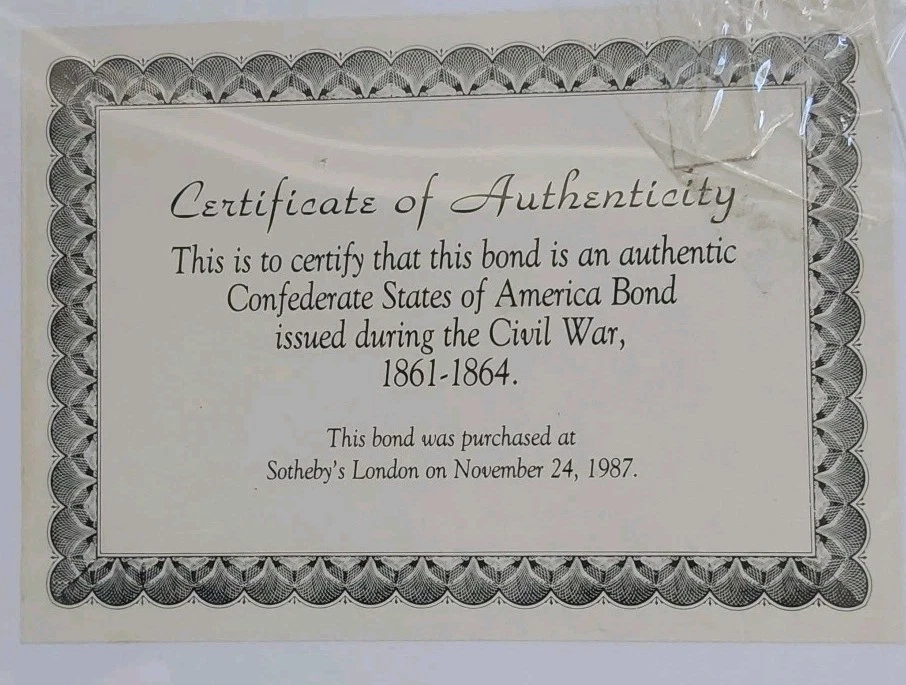 Certificate of Authenticity
This is to certify that this bond is an authentic
Confederate States of America Bond
issued during the Civil War,
1861-1864.
This bond was purchased at
Sotheby's London on November 24, 1987.